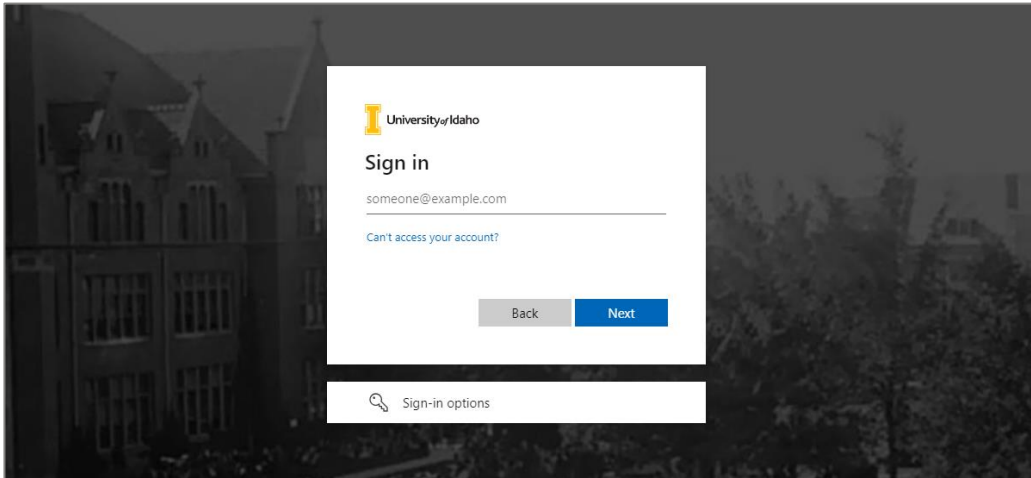 University of Idaho
Sign in
someone@example.com
Can't access your account?
Back Next
Sign-in options